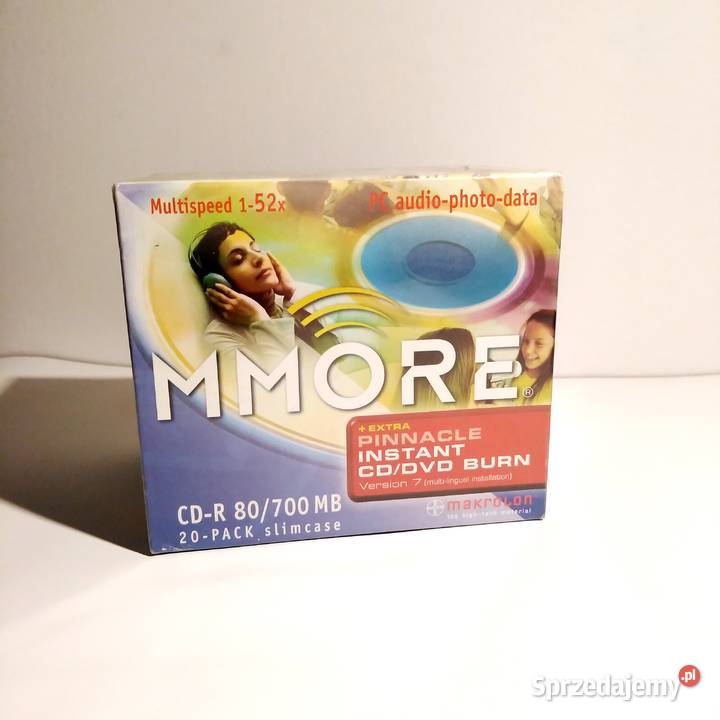 Multispeed 1-52x
PC audio-photo-data
MMORE®
+ EXTRA
PINNACLE
INSTANT
CD/DVD BURN
Version 7 (multi-lingual installation)
CD-R 80/700 MB
20-PACK slimcase
makrolon
the high-tech material
Sprzedajemy.pl